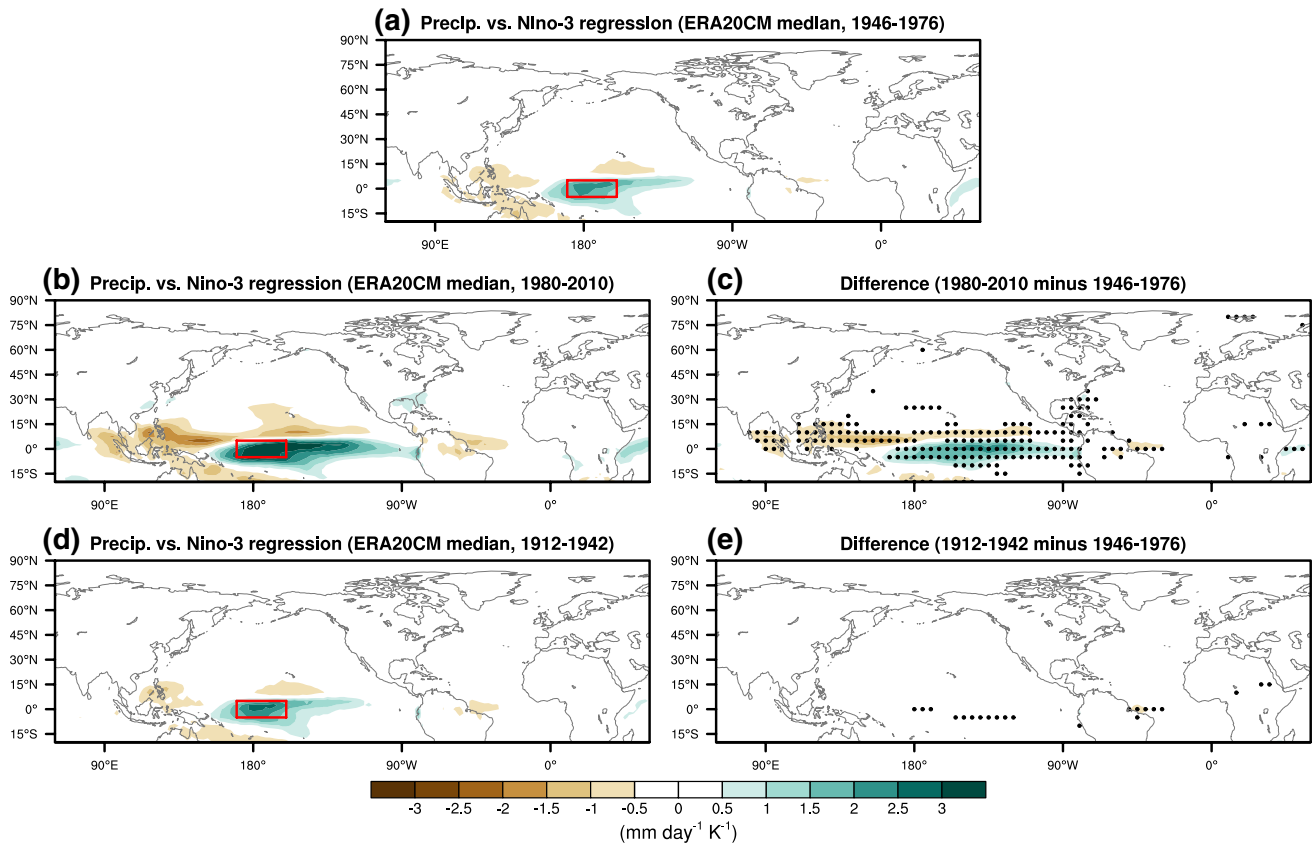 (a) Precip. vs. NIno-3 regression (ERA20CM medIan, 1946-1976)
90°N
75°N
60°N
45°N
30°N
15°N
0°
15°S
90°E 180° 90°W 0°
(b) Precip. vs. Nino-3 regression (ERA20CM median, 1980-2010)
90°N
75°N
60°N
45°N
30°N
15°N
0°
15°S
90°E 180° 90°W 0°
(c) Difference (1980-2010 minus 1946-1976)
90°N
75°N
60°N
45°N
30°N
15°N
0°
15°S
90°E 180° 90°W 0°
(d) Precip. vs. Nino-3 regression (ERA20CM median, 1912-1942)
90°N
75°N
60°N
45°N
30°N
15°N
0°
15°S
90°E 180° 90°W 0°
(e) Difference (1912-1942 minus 1946-1976)
90°N
75°N
60°N
45°N
30°N
15°N
0°
15°S
90°E 180° 90°W 0°
-3 -2.5 -2 -1.5 -1 -0.5 0 0.5 1 1.5 2 2.5 3
(mm day⁻¹ K⁻¹)